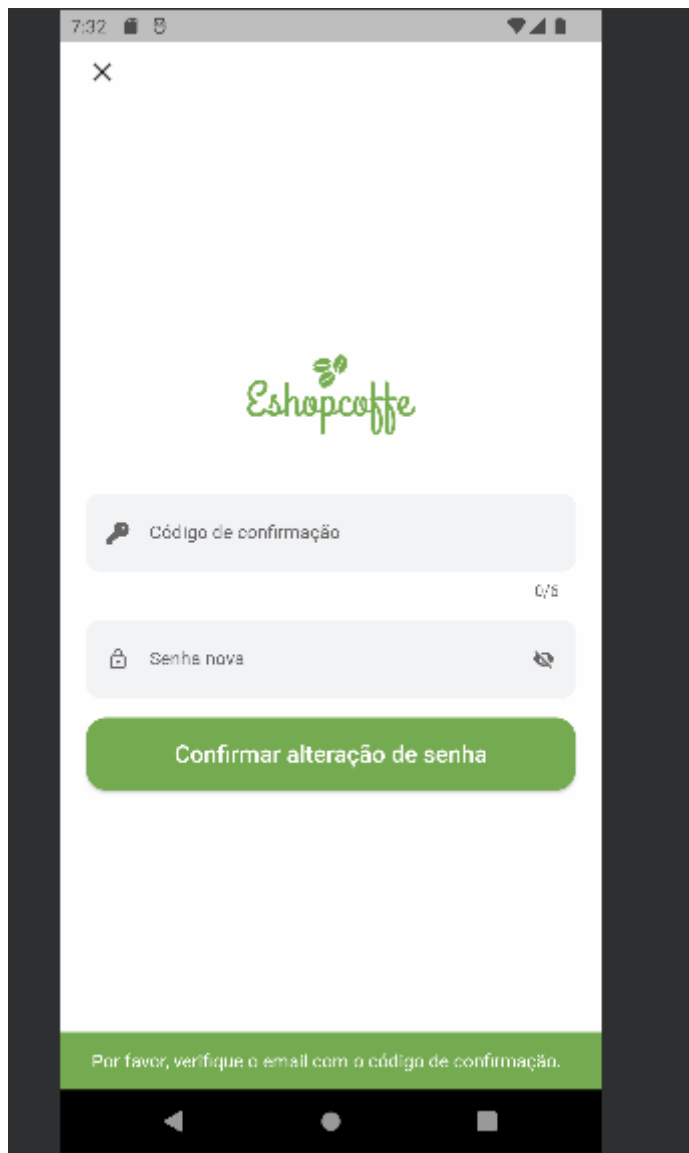 7:32
Eshopcoffe
Código de confirmação
0/6
Senha nova
Confirmar alteração de senha
Por favor, verifique o email com o código de confirmação.